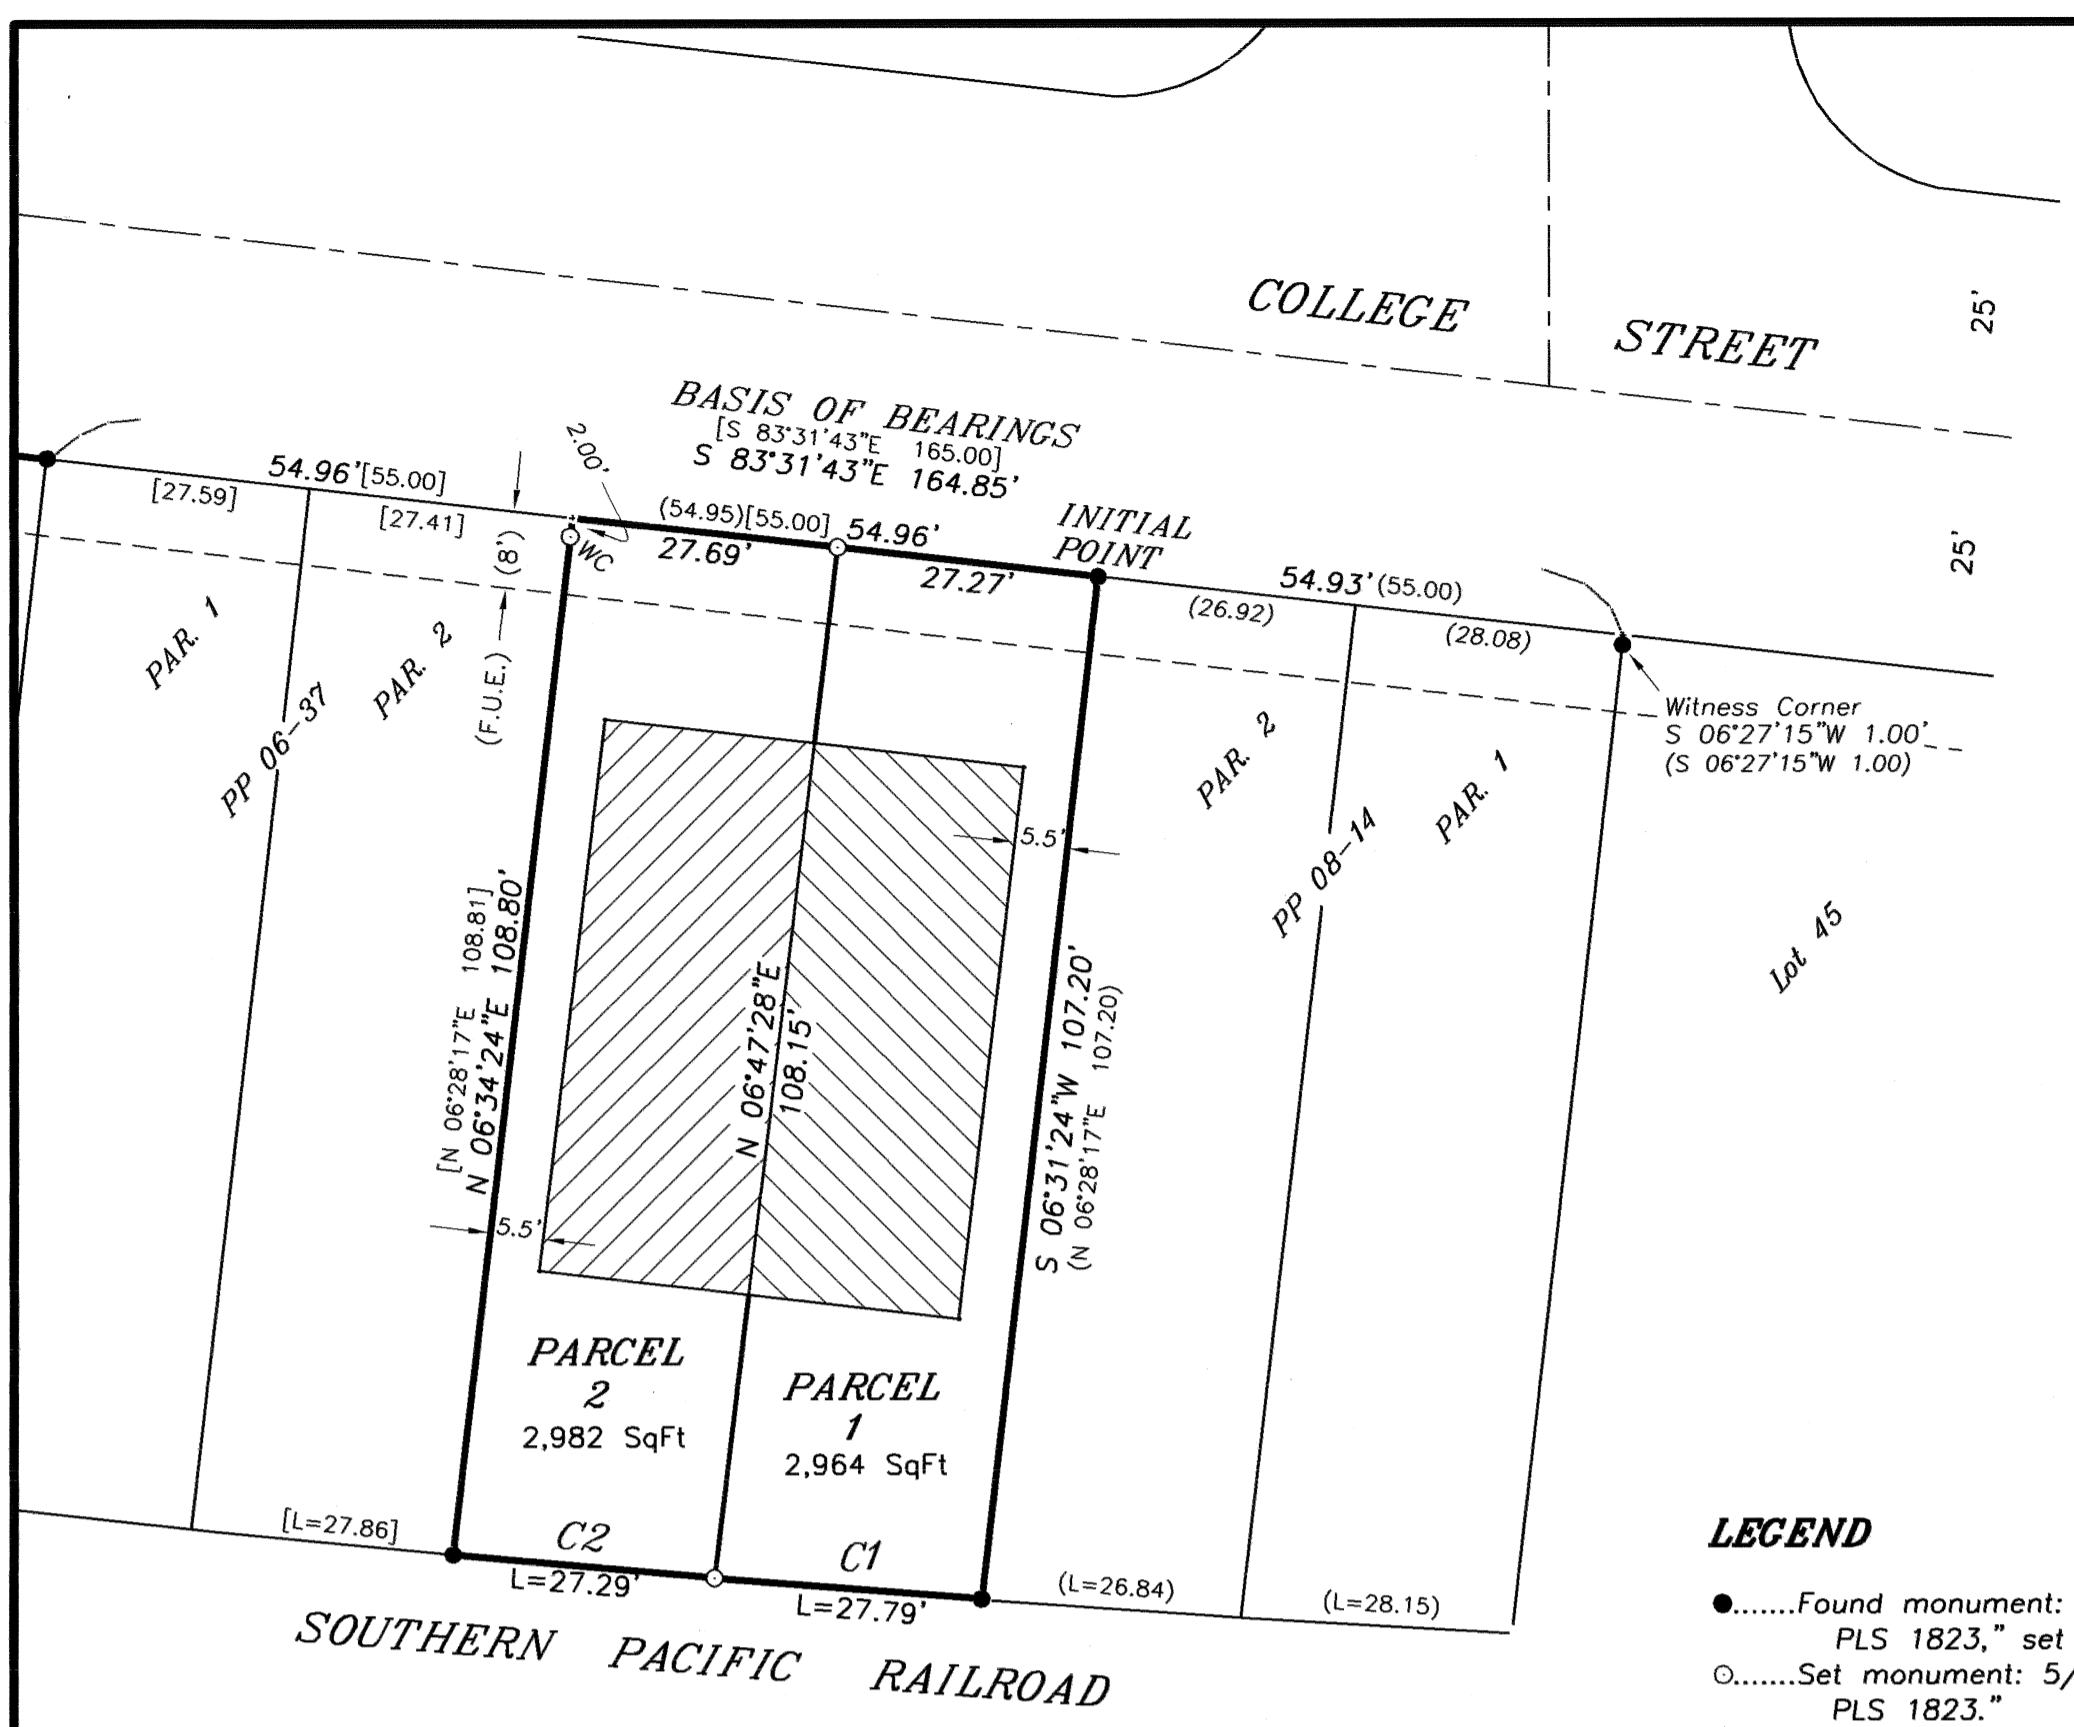 COLLEGE STREET
25'
25'
BASIS OF BEARINGS
[S 83°31'43"E 165.00]
S 83°31'43"E 164.85'
2.00'
54.96'[55.00]
[27.59]
[27.41]
(8')
(F.U.E.)
WC
(54.95)[55.00] 54.96'
27.69'
27.27'
INITIAL
POINT
54.93'(55.00)
(26.92)
(28.08)
Witness Corner
S 06°27'15"W 1.00'
(S 06°27'15"W 1.00)
PAR. 1
PAR. 2
PP 06-37
PAR. 2
PAR. 1
PP 08-14
Lot 45
5.5'
5.5'
[N 06°28'17"E 108.81]
N 06°34'24"E 108.80'
N 06°47'28"E
108.15'
S 06°31'24"W 107.20'
(N 06°28'17"E 107.20)
PARCEL
2
2,982 SqFt
PARCEL
1
2,964 SqFt
[L=27.86]
C2
L=27.29'
C1
L=27.79'
(L=26.84)
(L=28.15)
SOUTHERN PACIFIC RAILROAD
LEGEND
●.......Found monument:
PLS 1823," set
⊙.......Set monument: 5/
PLS 1823."